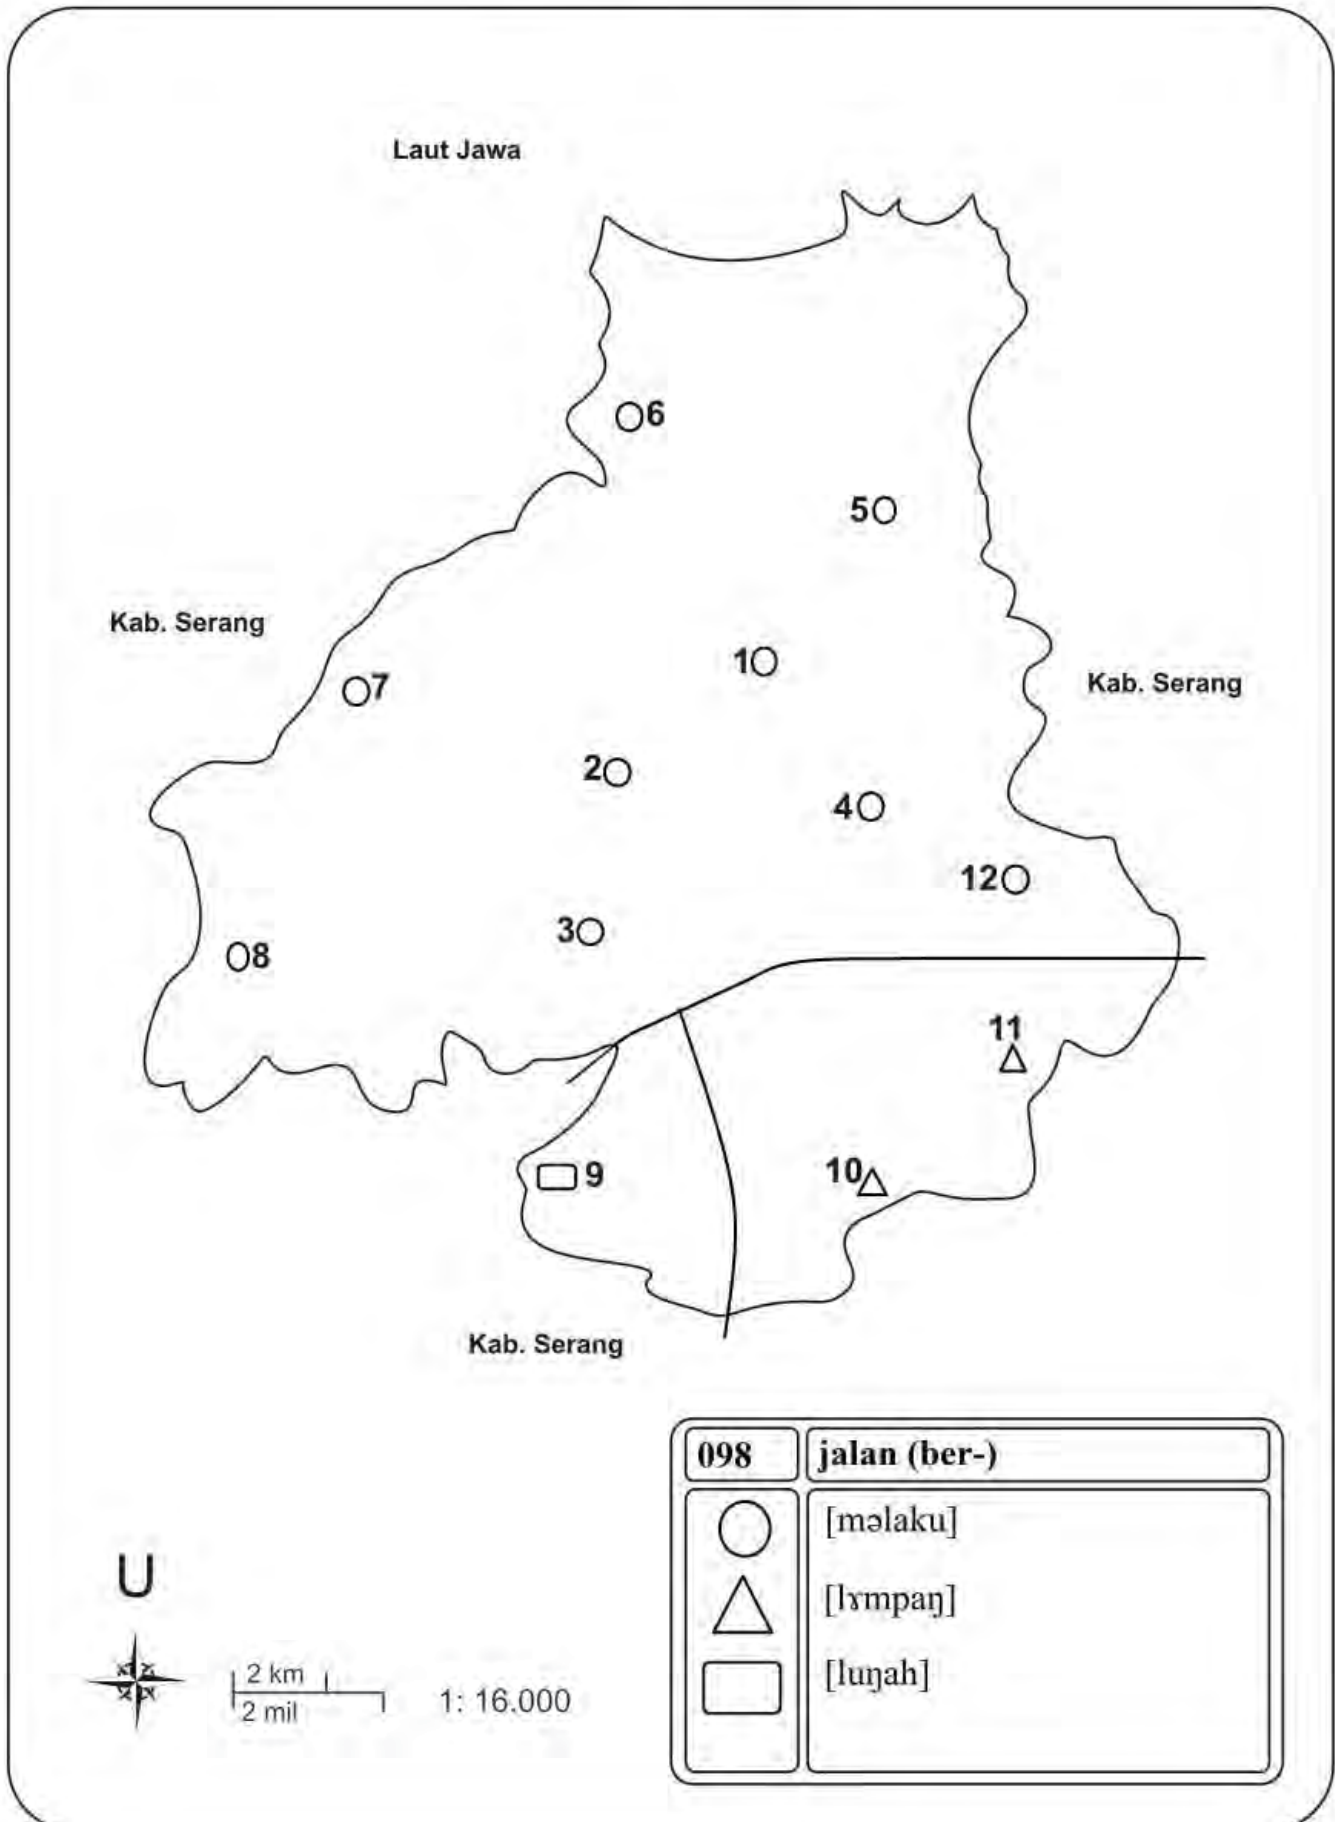 Laut Jawa
6
5
Kab. Serang
1
Kab. Serang
7
2
4
12
3
8
11
10
9
Kab. Serang
098 jalan (ber-)
[məlaku]
[lɤmpaŋ]
[luŋah]
U
2 km
2 mil
1: 16.000